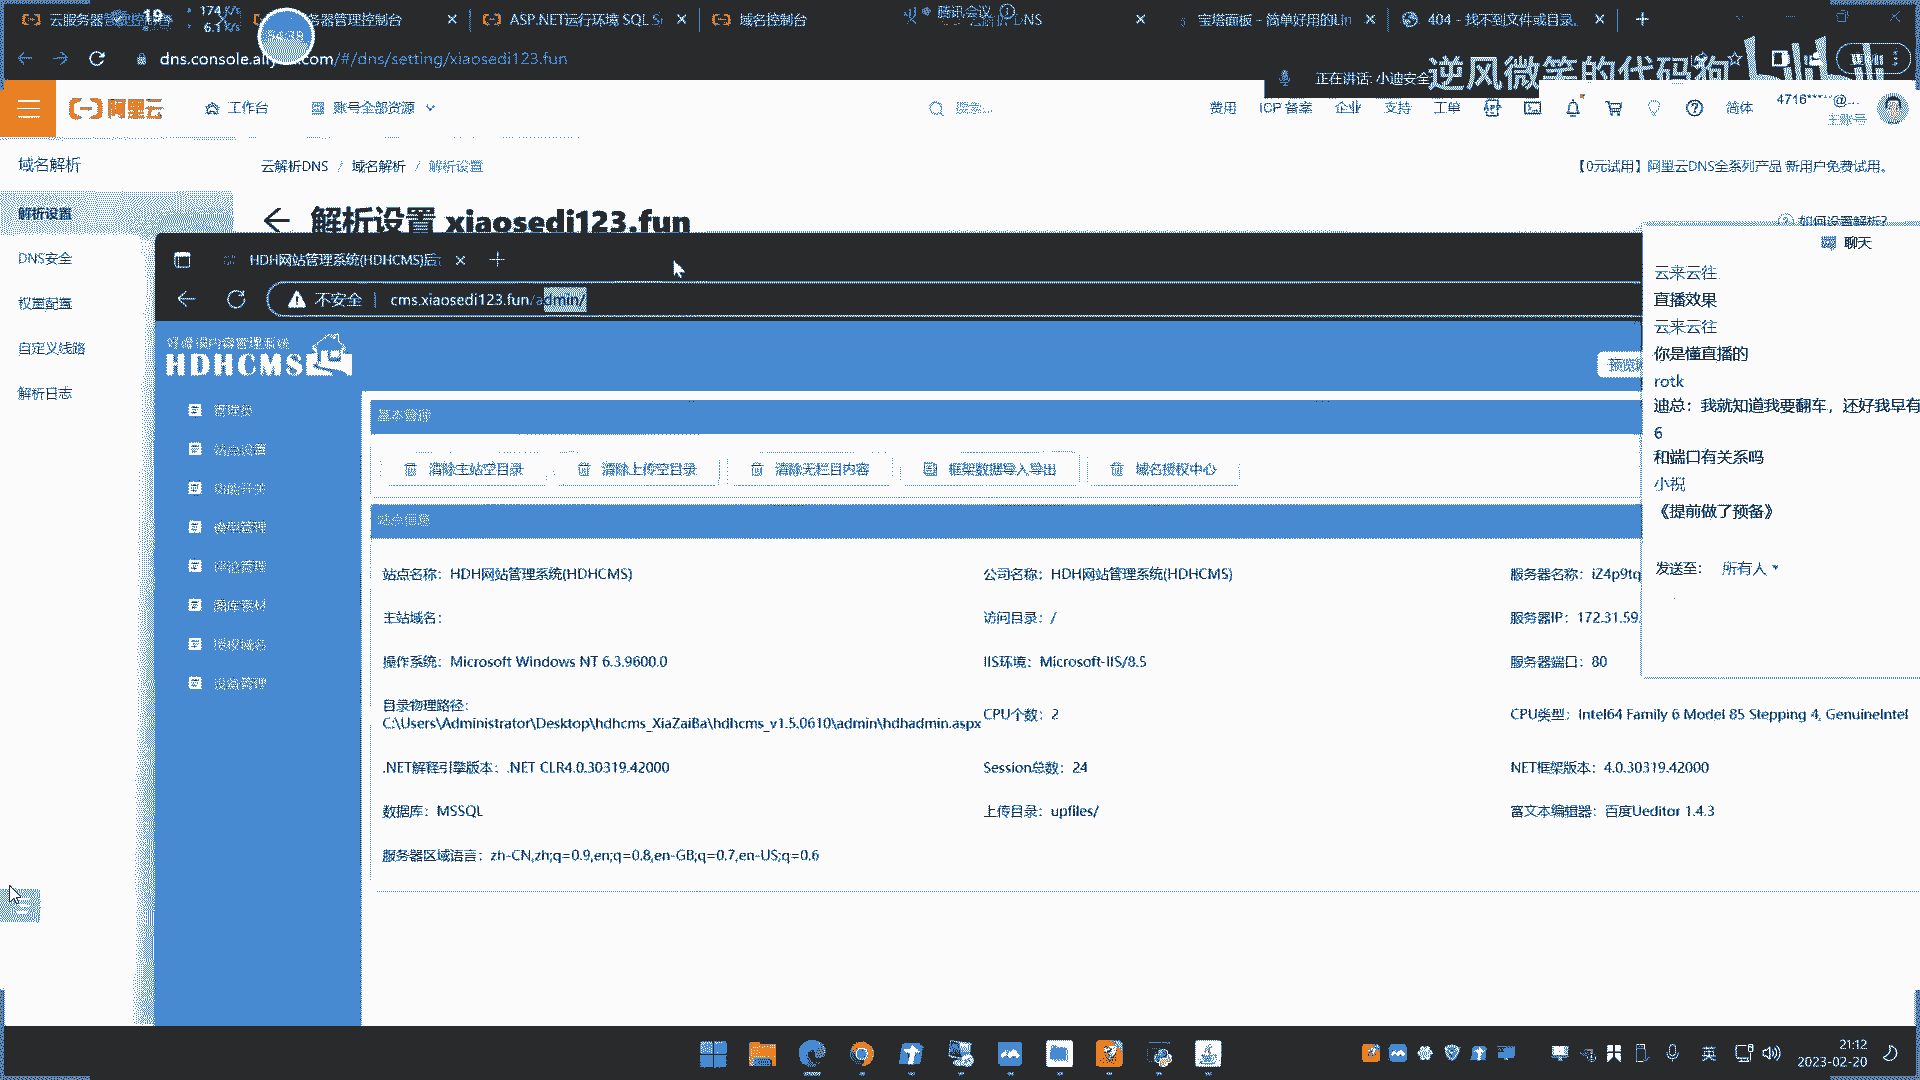 云服务器管理控制台
务器管理控制台
ASP.NET运行环境 SQL S
域名控制台
腾讯会议
DNS
宝塔面板 - 简单好用的Lin
404 - 找不到文件或目录。
174 K/s
6.1 K/s
54:39
dns.console.aliyun.com/#/dns/setting/xiaosedi123.fun
正在讲话: 小迪安全
逆风微笑的代码狗
bilibili
阿里云
工作台
账号全部资源
搜索...
费用
ICP 备案
企业
支持
工单
简体
4716*****@...
主账号
域名解析
云解析DNS / 域名解析 / 解析设置
【0元试用】阿里云DNS全系列产品 新用户免费试用。
解析设置
解析设置 xiaosedi123.fun
如何设置解析?
DNS安全
权重配置
自定义线路
解析日志
HDH网站管理系统(HDHCMS)后
不安全
cms.xiaosedi123.fun/admin/
HDHCMS
预览
管理员
站点设置
功能开关
模型管理
评论管理
图库素材
授权域名
设备管理
基本管理
清除主站空目录
清除上传空目录
清除无栏目内容
框架数据导入导出
域名授权中心
站点信息
站点名称: HDH网站管理系统(HDHCMS)
公司名称: HDH网站管理系统(HDHCMS)
服务器名称: iZ4p9tq
主站域名:
访问目录: /
服务器IP: 172.31.59.
操作系统: Microsoft Windows NT 6.3.9600.0
IIS环境: Microsoft-IIS/8.5
服务器端口: 80
目录物理路径:
C:\Users\Administrator\Desktop\hdhcms_XiaZaiBa\hdhcms_v1.5.0610\admin\hdhadmin.aspx
CPU个数: 2
CPU类型: Intel64 Family 6 Model 85 Stepping 4, GenuineIntel
.NET解释引擎版本: .NET CLR4.0.30319.42000
Session总数: 24
NET框架版本: 4.0.30319.42000
数据库: MSSQL
上传目录: upfiles/
富文本编辑器: 百度Ueditor 1.4.3
服务器区域语言: zh-CN,zh;q=0.9,en;q=0.8,en-GB;q=0.7,en-US;q=0.6
聊天
云来云往
直播效果
云来云往
你是懂直播的
rotk
迪总: 我就知道我要翻车, 还好我早有
6
和端口有关系吗
小祝
《提前做了预备》
发送至: 所有人
英
21:12
2023-02-20